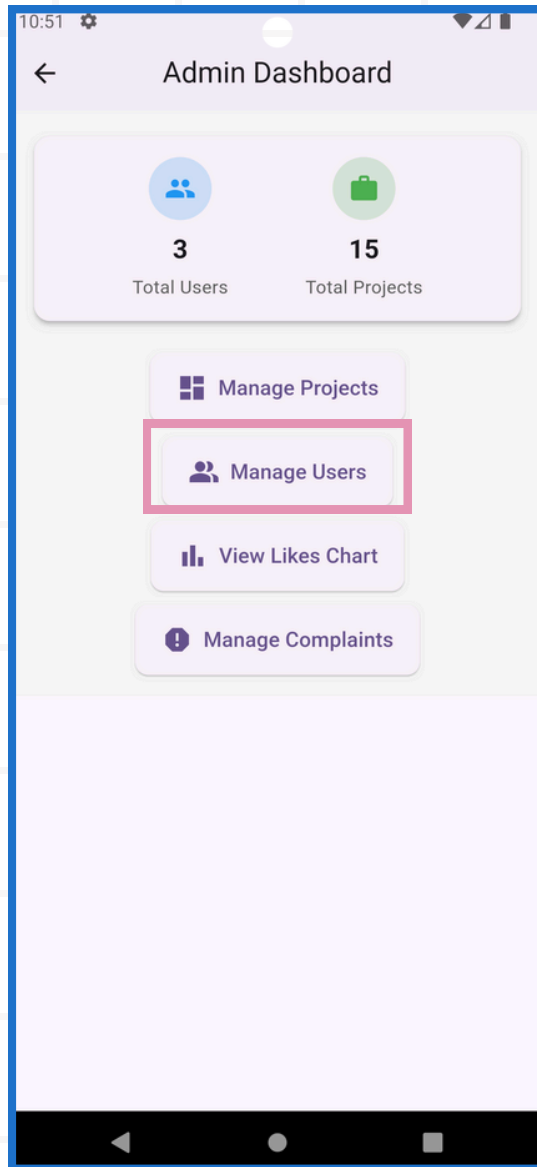 10:51
Admin Dashboard
3 15
Total Users Total Projects
Manage Projects
Manage Users
View Likes Chart
Manage Complaints